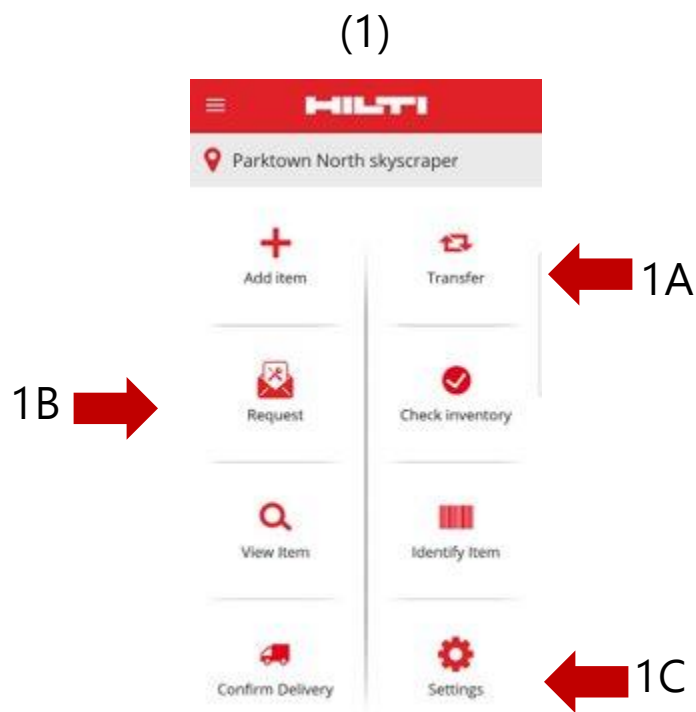 (1)
HILTI
Parktown North skyscraper
Add item
Transfer
1A
1B
Request
Check inventory
View Item
Identify Item
Confirm Delivery
Settings
1C